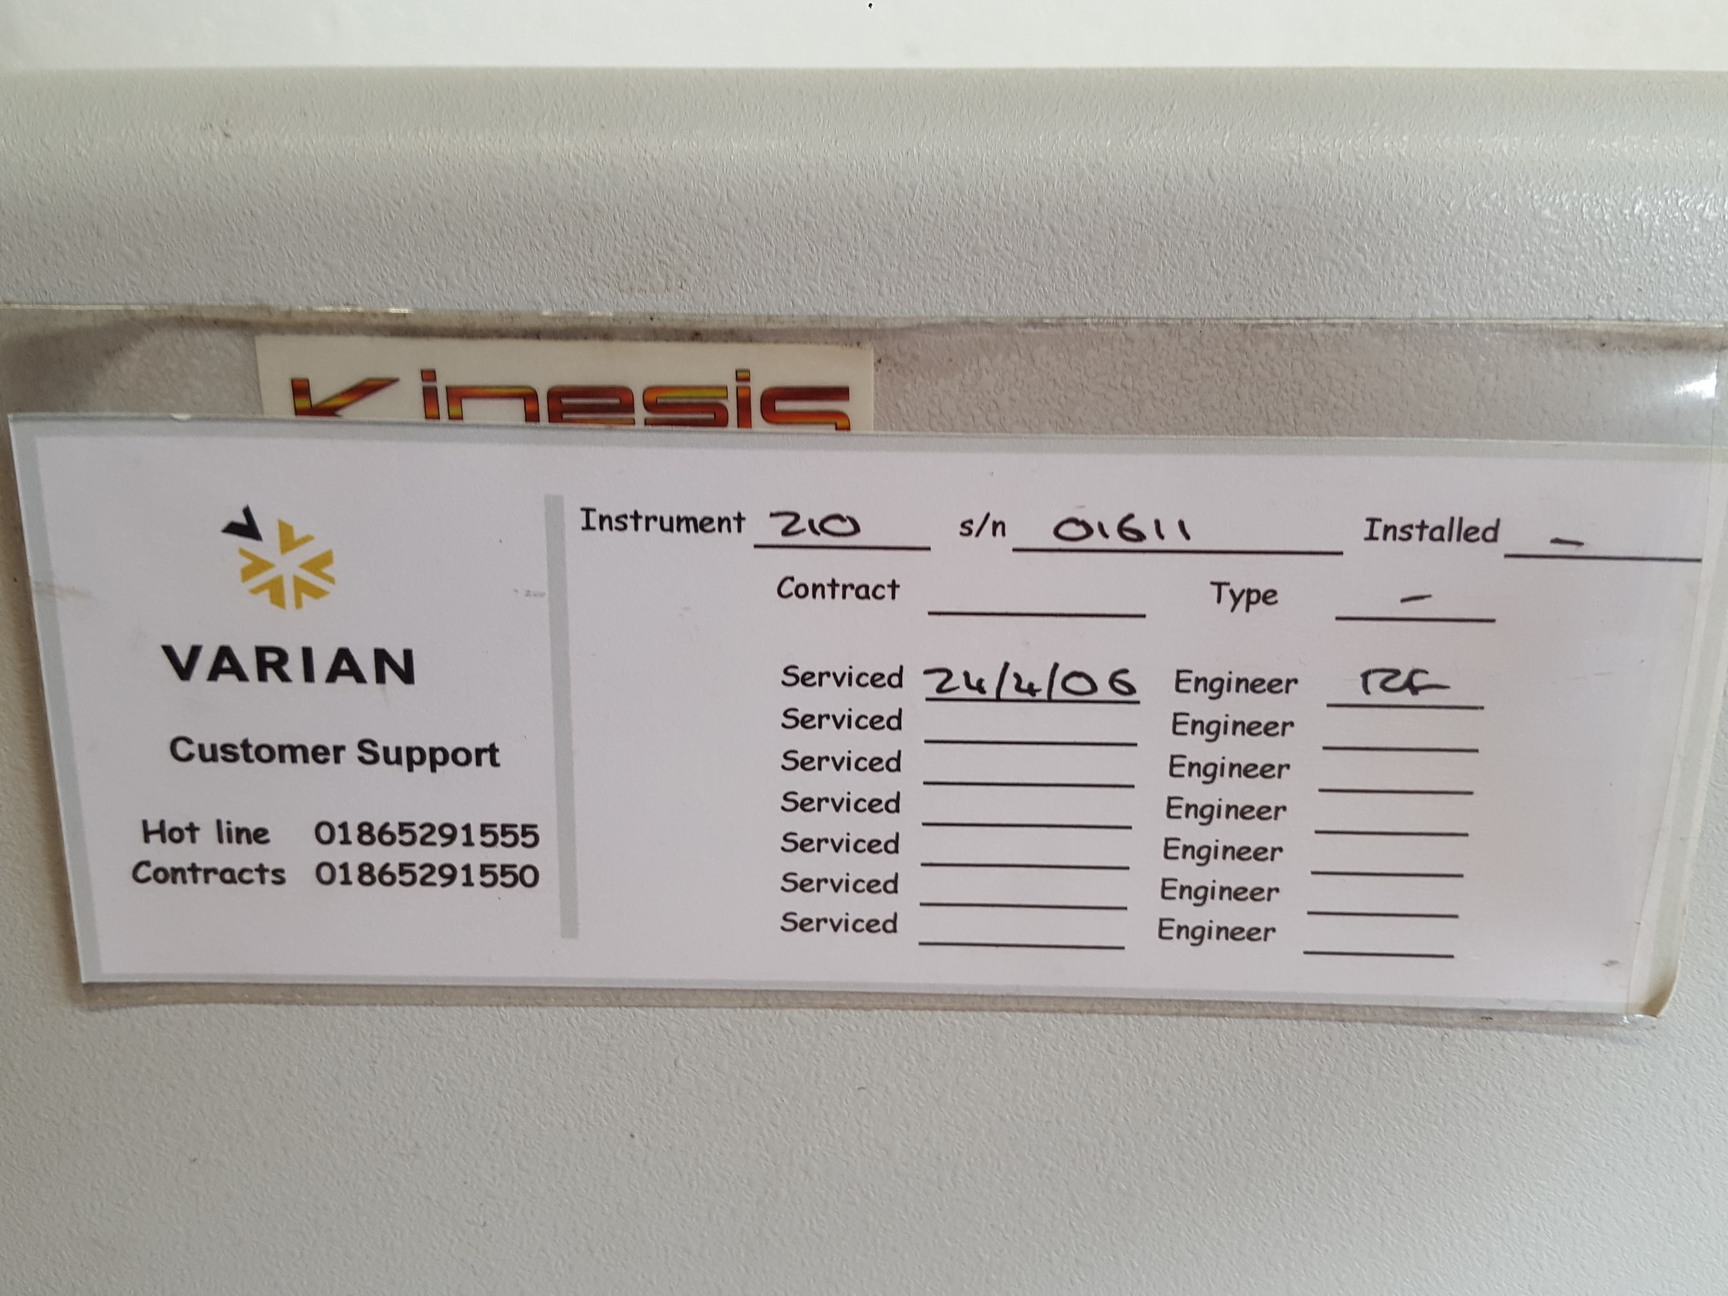 Kinesis
VARIAN
Customer Support
Hot line 01865291555
Contracts 01865291550
Instrument 210 s/n 01611 Installed -
Contract Type -
Serviced 24/4/06 Engineer RF
Serviced Engineer
Serviced Engineer
Serviced Engineer
Serviced Engineer
Serviced Engineer
Serviced Engineer